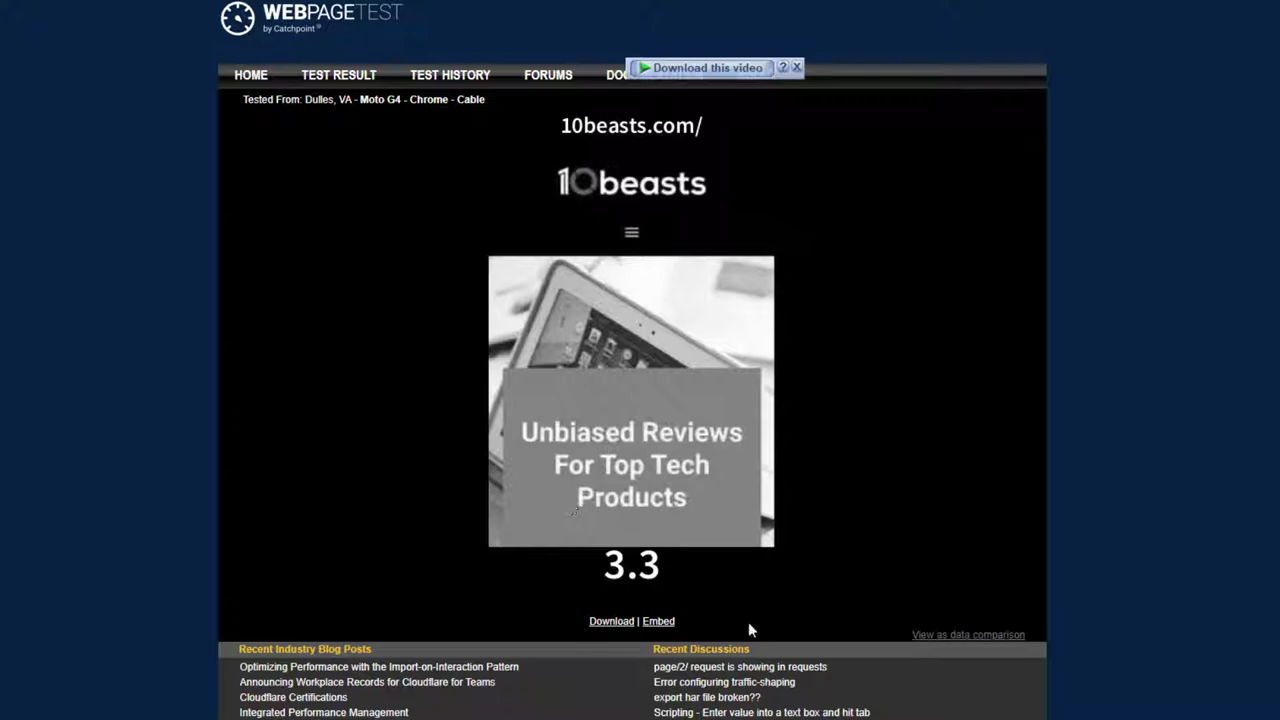 WEBPAGETEST
by Catchpoint®
Download this video ? X
HOME TEST RESULT TEST HISTORY FORUMS
Tested From: Dulles, VA - Moto G4 - Chrome - Cable
10beasts.com/
10beasts
Unbiased Reviews
For Top Tech
Products
3.3
Download | Embed
View as data comparison
Recent Industry Blog Posts
Optimizing Performance with the Import-on-Interaction Pattern
Announcing Workplace Records for Cloudflare for Teams
Cloudflare Certifications
Integrated Performance Management
Recent Discussions
page/2/ request is showing in requests
Error configuring traffic-shaping
export har file broken??
Scripting - Enter value into a text box and hit tab